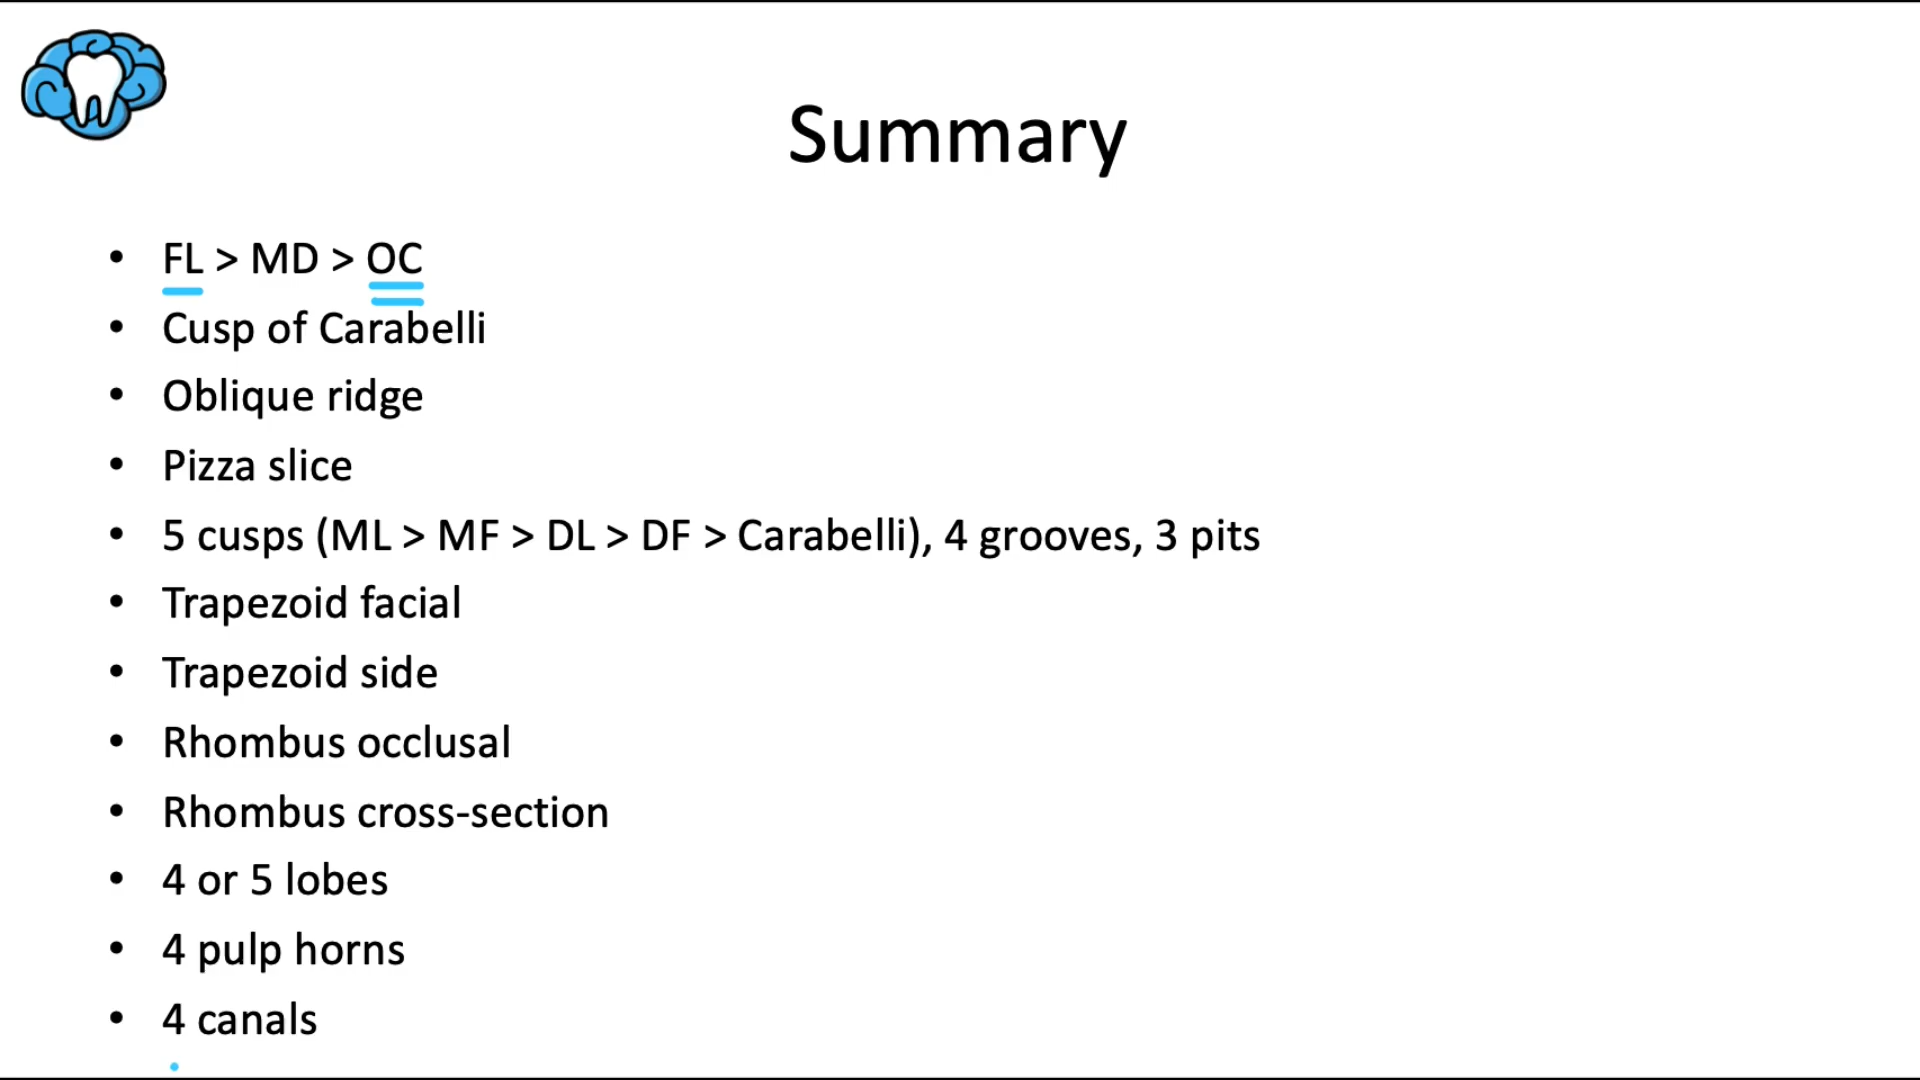 Summary
• FL > MD > OC
• Cusp of Carabelli
• Oblique ridge
• Pizza slice
• 5 cusps (ML > MF > DL > DF > Carabelli), 4 grooves, 3 pits
• Trapezoid facial
• Trapezoid side
• Rhombus occlusal
• Rhombus cross-section
• 4 or 5 lobes
• 4 pulp horns
• 4 canals